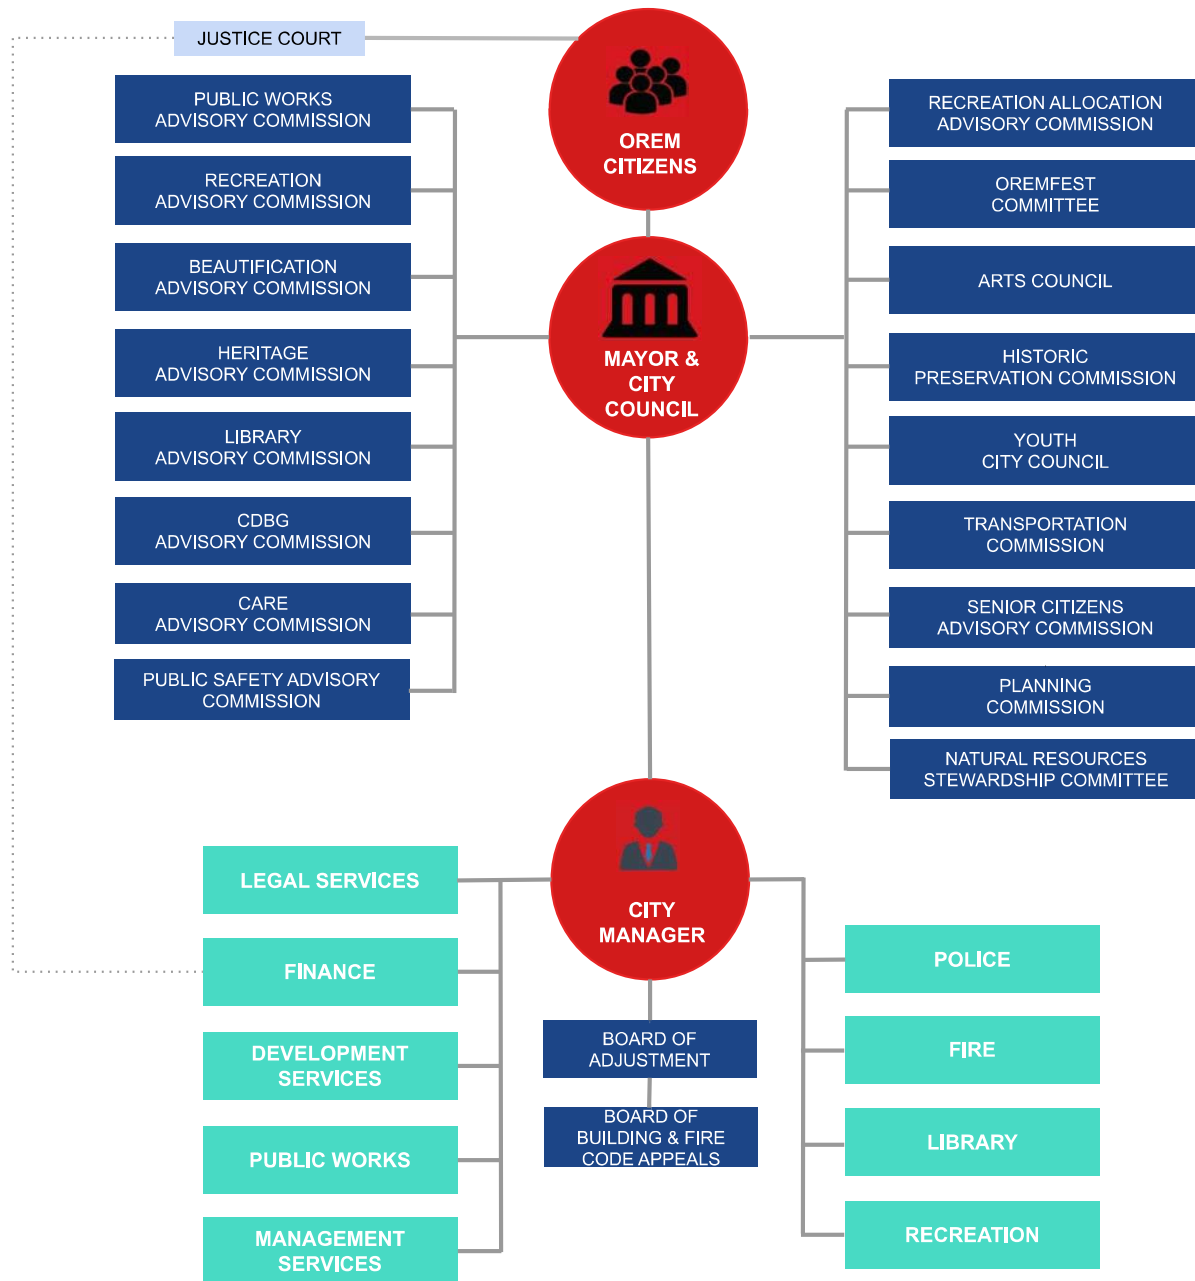 JUSTICE COURT
OREM
CITIZENS
PUBLIC WORKS
ADVISORY COMMISSION
RECREATION
ADVISORY COMMISSION
BEAUTIFICATION
ADVISORY COMMISSION
HERITAGE
ADVISORY COMMISSION
LIBRARY
ADVISORY COMMISSION
CDBG
ADVISORY COMMISSION
CARE
ADVISORY COMMISSION
PUBLIC SAFETY ADVISORY
COMMISSION
MAYOR &
CITY
COUNCIL
RECREATION ALLOCATION
ADVISORY COMMISSION
OREMFEST
COMMITTEE
ARTS COUNCIL
HISTORIC
PRESERVATION COMMISSION
YOUTH
CITY COUNCIL
TRANSPORTATION
COMMISSION
SENIOR CITIZENS
ADVISORY COMMISSION
PLANNING
COMMISSION
NATURAL RESOURCES
STEWARDSHIP COMMITTEE
CITY
MANAGER
LEGAL SERVICES
FINANCE
DEVELOPMENT
SERVICES
PUBLIC WORKS
MANAGEMENT
SERVICES
BOARD OF
ADJUSTMENT
BOARD OF
BUILDING & FIRE
CODE APPEALS
POLICE
FIRE
LIBRARY
RECREATION